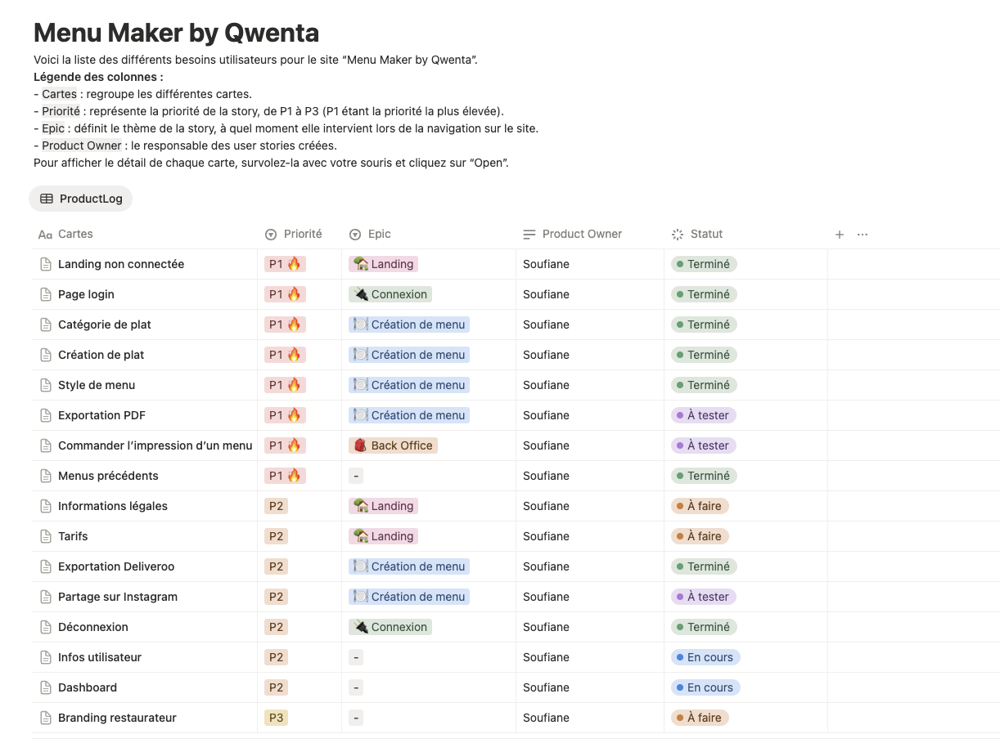 Menu Maker by Qwenta
Voici la liste des différents besoins utilisateurs pour le site “Menu Maker by Qwenta”.
Légende des colonnes :
- Cartes : regroupe les différentes cartes.
- Priorité : représente la priorité de la story, de P1 à P3 (P1 étant la priorité la plus élevée).
- Epic : définit le thème de la story, à quel moment elle intervient lors de la navigation sur le site.
- Product Owner : le responsable des user stories créées.
Pour afficher le détail de chaque carte, survolez-la avec votre souris et cliquez sur “Open”.
ProductLog
Aa Cartes Priorité Epic Product Owner Statut + ...
Landing non connectée P1 🔥 🏡 Landing Soufiane Terminé
Page login P1 🔥 🔌 Connexion Soufiane Terminé
Catégorie de plat P1 🔥 🍽️ Création de menu Soufiane Terminé
Création de plat P1 🔥 🍽️ Création de menu Soufiane Terminé
Style de menu P1 🔥 🍽️ Création de menu Soufiane Terminé
Exportation PDF P1 🔥 🍽️ Création de menu Soufiane À tester
Commander l’impression d’un menu P1 🔥 🎒 Back Office Soufiane À tester
Menus précédents P1 🔥 - Soufiane Terminé
Informations légales P2 🏡 Landing Soufiane À faire
Tarifs P2 🏡 Landing Soufiane À faire
Exportation Deliveroo P2 🍽️ Création de menu Soufiane Terminé
Partage sur Instagram P2 🍽️ Création de menu Soufiane À tester
Déconnexion P2 🔌 Connexion Soufiane Terminé
Infos utilisateur P2 - Soufiane En cours
Dashboard P2 - Soufiane En cours
Branding restaurateur P3 - Soufiane À faire